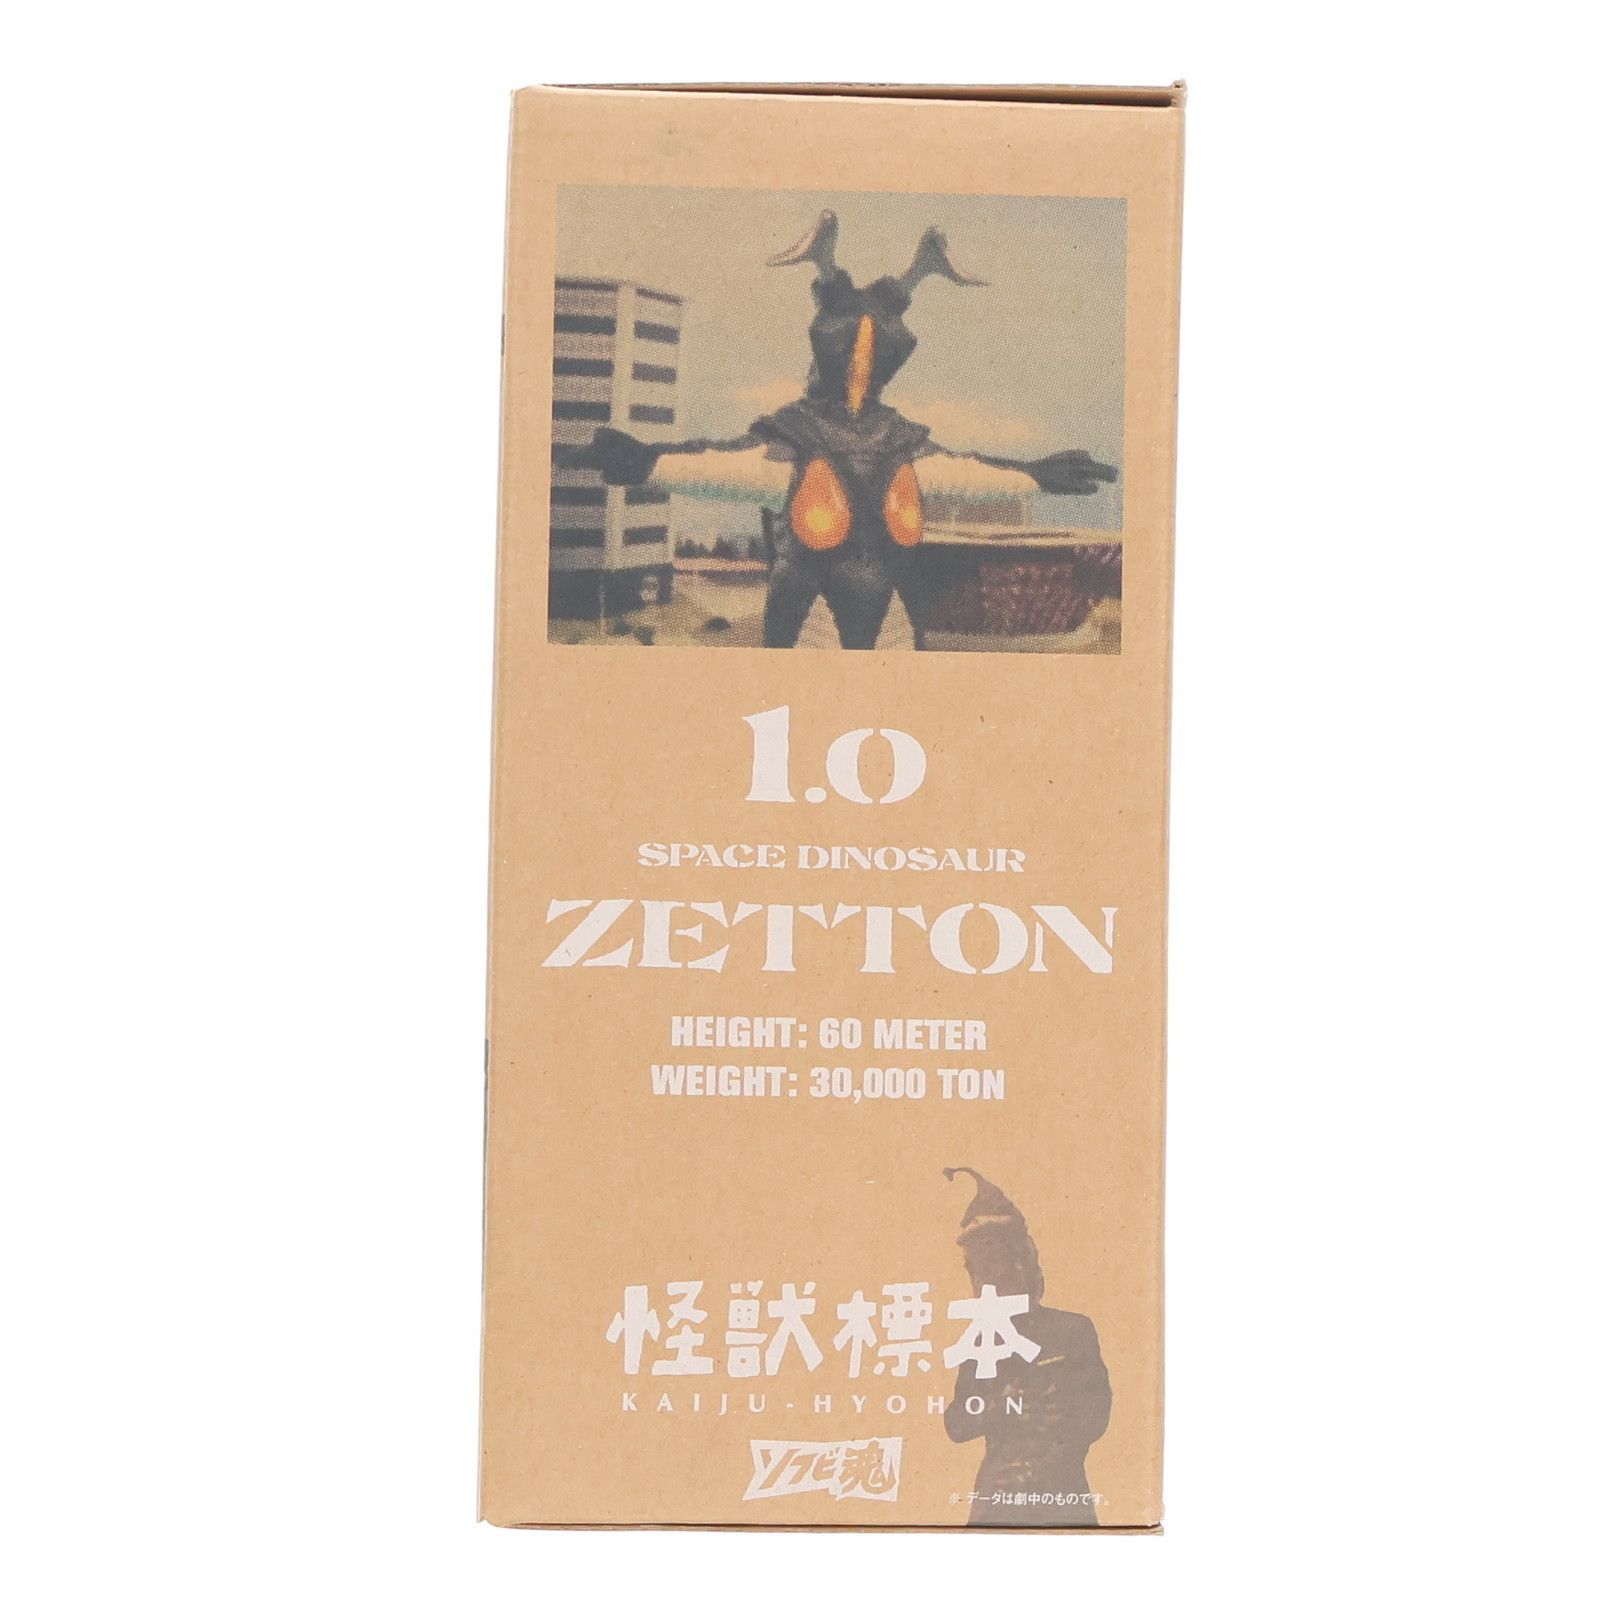 1.0
SPACE DINOSAUR
ZETTON
HEIGHT: 60 METER
WEIGHT: 30,000 TON
怪獣標本
KAIJU-HYOHON
ソフビ魂
※ データは劇中のものです。